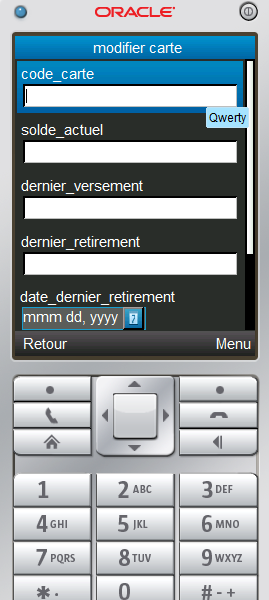 ORACLE
modifier carte
code_carte
Qwerty
solde_actuel
dernier_versement
dernier_retirement
date_dernier_retirement
mmm dd, yyyy
Retour Menu
1 2 ABC 3 DEF
4 GHI 5 JKL 6 MNO
7 PQRS 8 TUV 9 WXYZ
* . 0 # - +